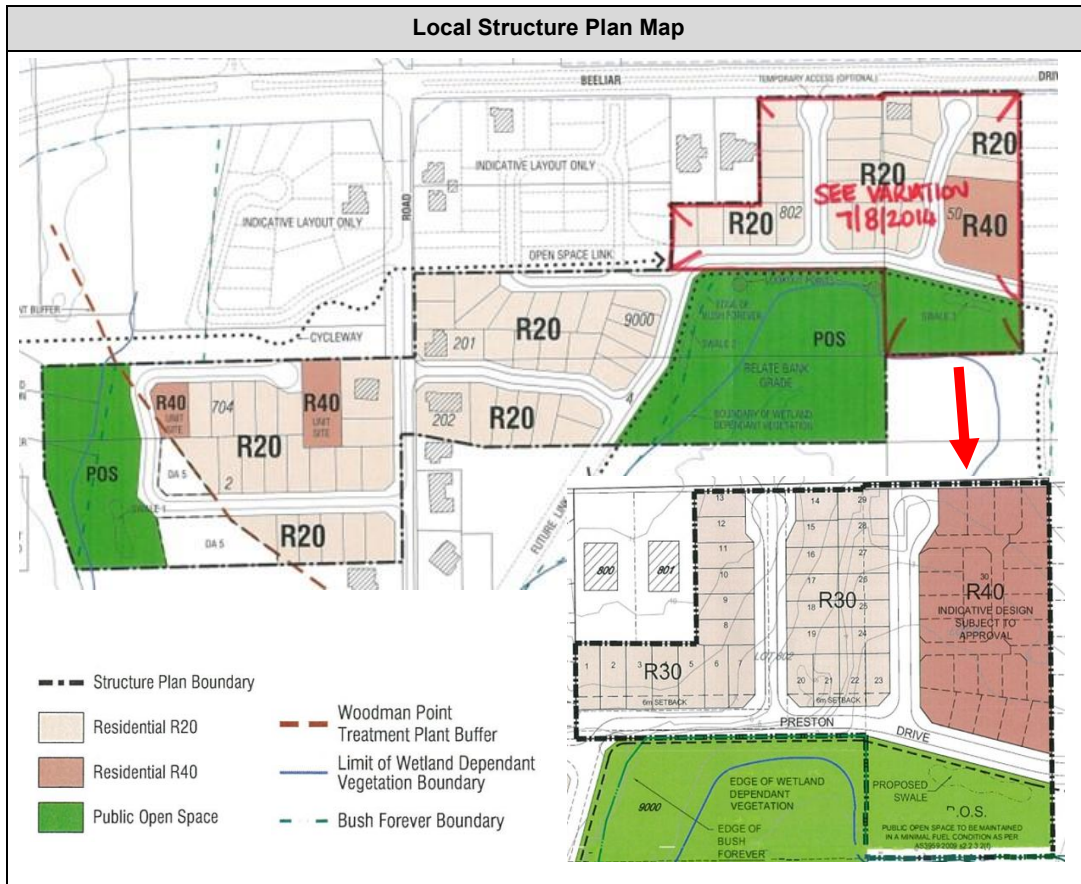 Local Structure Plan Map
BEELIAR
TEMPORARY ACCESS (OPTIONAL)
INDICATIVE LAYOUT ONLY
R20
R20
SEE VARIATION
7/8/2014
R20
802
50
R40
INDICATIVE LAYOUT ONLY
ROAD
OPEN SPACE LINK
LOOKOUT POINTS
EDGE OF
BUSH FOREVER
SWALE 3
NT BUFFER
CYCLEWAY
R20
9000
201
SWALE 2
POS
RELATE BANK
GRADE
BOUNDARY OF WETLAND
DEPENDANT VEGETATION
R40
UNIT
SITE
704
R40
UNIT
SITE
R20
202
R20
4
POS
DA 5
2
SWALE 1
DA 5
R20
FUTURE LINK
13
14
29
12
15
28
11
16
27
10
17
26
9
18
25
8
19
24
800
801
R30
30
R40
INDICATIVE DESIGN
SUBJECT TO
APPROVAL
LOT 802
1
2
3
4
5
6
7
R30
20
21
22
23
6m SETBACK
6m SETBACK
PRESTON
DRIVE
EDGE OF WETLAND
DEPENDANT
VEGETATION
9000
EDGE OF
BUSH
FOREVER
PROPOSED
SWALE
P.O.S.
PUBLIC OPEN SPACE TO BE MAINTAINED
IN A MINIMAL FUEL CONDITION AS PER
Structure Plan Boundary
Residential R20
Residential R40
Public Open Space
Woodman Point
Treatment Plant Buffer
Limit of Wetland Dependant
Vegetation Boundary
Bush Forever Boundary